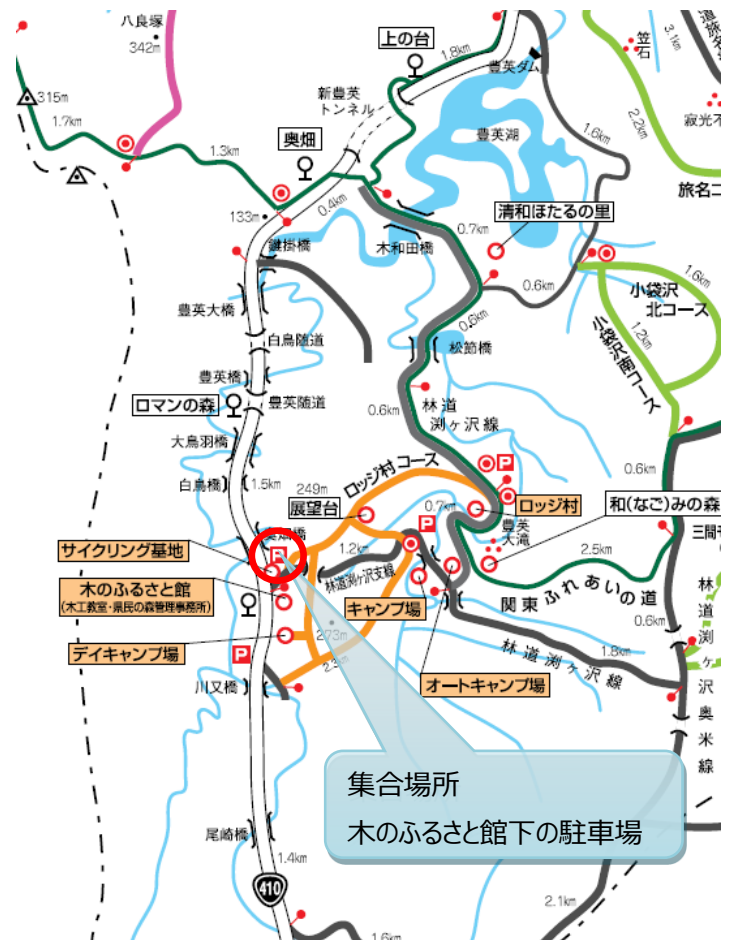 八良塚
342m
上の台
1.8km
豊英ダム
笠石
3.1km
315m
新豊英
トンネル
豊英湖
2.2km
1.7km
奥畑
1.6km
1.3km
旅名コ
133m
0.4km
清和ほたるの里
0.7km
鍵掛橋
木和田橋
0.6km
1.6km
小袋沢
北コース
豊英大橋
0.6km
1.2km
小袋沢南コース
白鳥随道
松節橋
豊英橋
ロマンの森
豊英随道
0.6km
林道
渕ヶ沢線
大鳥羽橋
ロッジ村コース
0.6km
白鳥橋
1.5km
249m
展望台
P
0.7km
ロッジ村
和(なご)みの森
奥畑橋
P
豊英
大滝
サイクリング基地
P
1.2km
林道渕ヶ沢支線
2.5km
木のふるさと館
(木工教室・県民の森管理事務所)
キャンプ場
関東ふれあいの道
273m
0.6km
デイキャンプ場
P
林道渕ヶ沢線
1.8km
川又橋
オートキャンプ場
林道渕ヶ沢奥米線
集合場所
木のふるさと館下の駐車場
尾崎橋
1.4km
410
2.1km
1.6km